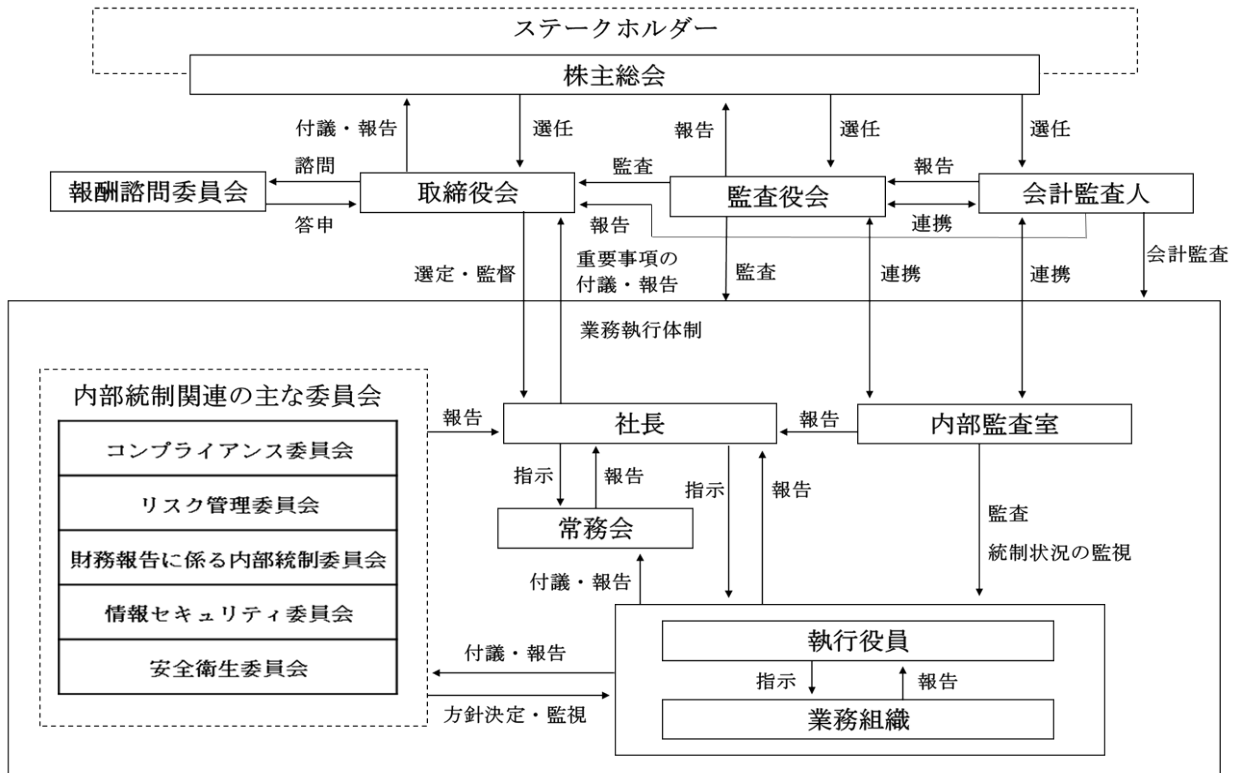 ステークホルダー
株主総会
付議・報告
選任
報告
選任
選任
諮問
監査
報告
報酬諮問委員会
取締役会
監査役会
会計監査人
答申
報告
連携
選定・監督
重要事項の
付議・報告
監査
連携
連携
会計監査
業務執行体制
内部統制関連の主な委員会
コンプライアンス委員会
リスク管理委員会
財務報告に係る内部統制委員会
情報セキュリティ委員会
安全衛生委員会
報告
社長
報告
内部監査室
指示
報告
指示
報告
常務会
監査
統制状況の監視
付議・報告
執行役員
指示
報告
業務組織
付議・報告
方針決定・監視